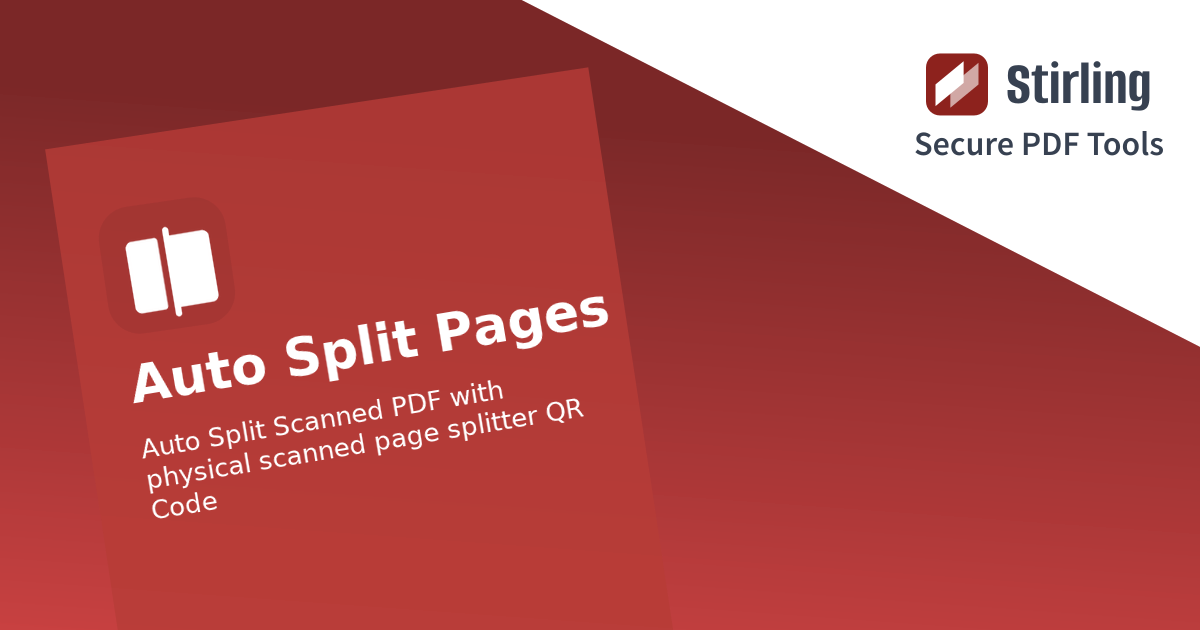 Stirling
Secure PDF Tools
Auto Split Pages
Auto Split Scanned PDF with
physical scanned page splitter QR
Code